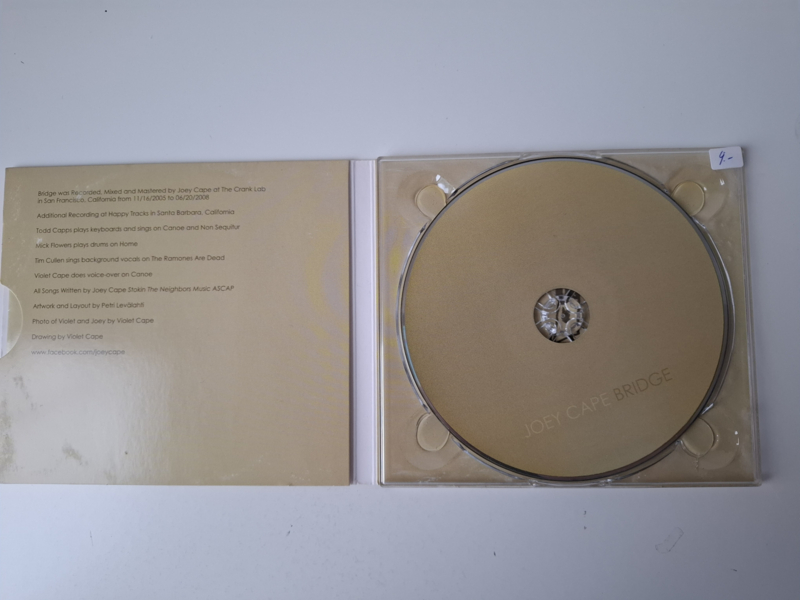 Bridge was Recorded, Mixed and Mastered by Joey Cape at The Crank Lab
in San Francisco, California from 11/16/2003 to 06/20/2008
Additional Recording at Happy Tracks in Santa Barbara, California
Todd Capps plays keyboards and sings on Canoe and Non Sequitur
Mick Flowers plays drums on Home
Tim Cullen sings background vocals on The Ramones Are Dead
Violet Cape does voice-over on Canoe
All Songs Written by Joey Cape Stokin The Neighbors Music ASCAP
Artwork and Layout by Petri Leválahti
Photo of Violet and Joey by Violet Cape
Drawing by Violet Cape
www.facebook.com/joeycape
9.-
JOEY CAPE BRIDGE